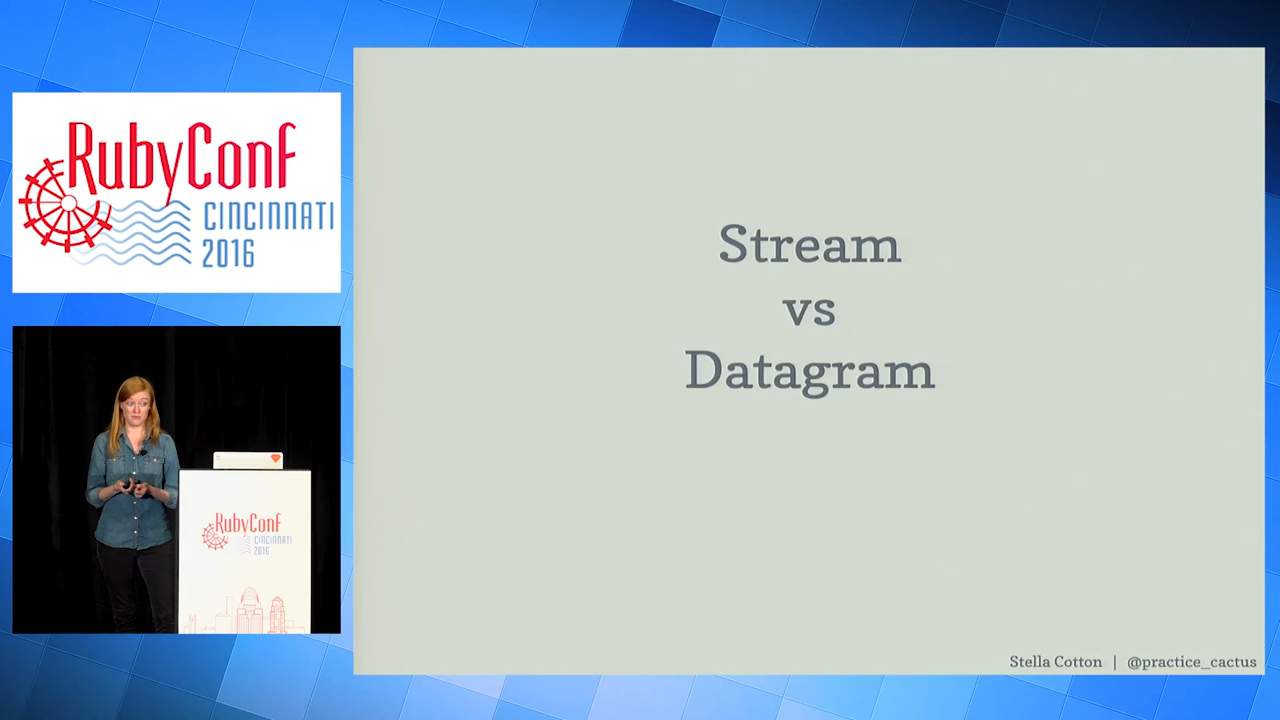 RubyConf
CINCINNATI
2016
RubyConf
CINCINNATI
2016
Stream
vs
Datagram
Stella Cotton | @practice_cactus